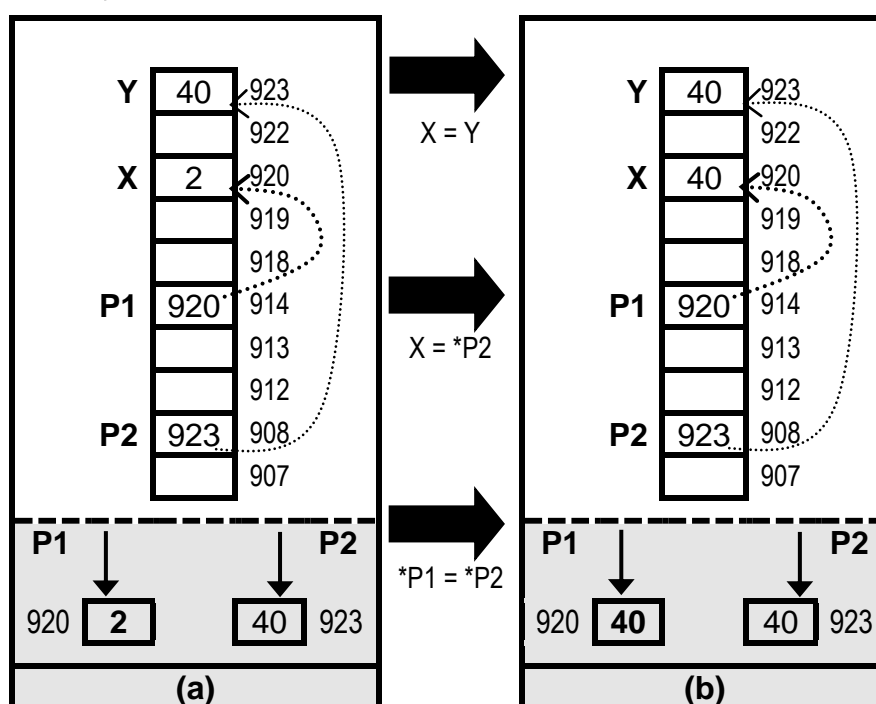 Y 40 923
922
X 2 920
919
918
P1 920 914
913
912
P2 923 908
907
P1 P2
920 2 40 923
(a)
X = Y
X = *P2
*P1 = *P2
Y 40 923
922
X 40 920
919
918
P1 920 914
913
912
P2 923 908
907
P1 P2
920 40 40 923
(b)